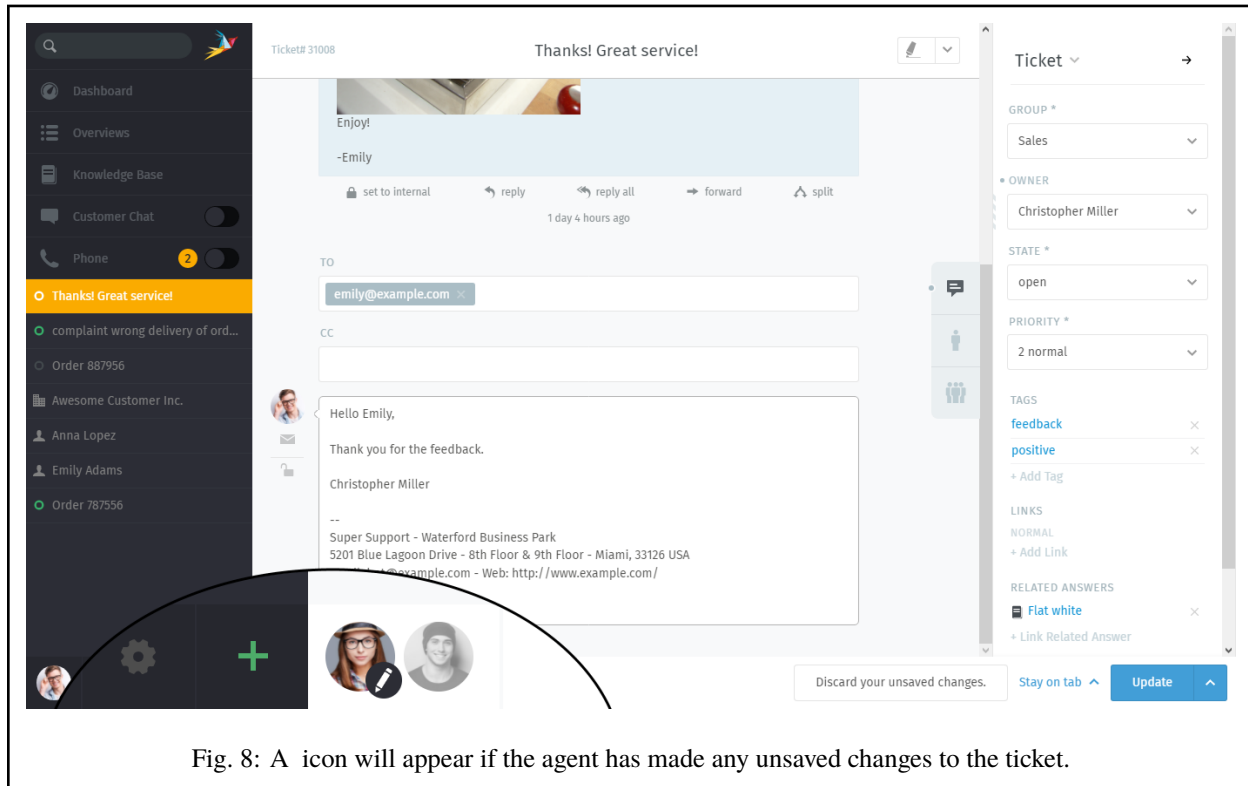 Ticket# 31008
Thanks! Great service!
Dashboard
Overviews
Knowledge Base
Customer Chat
Phone
2
Thanks! Great service!
complaint wrong delivery of ord...
Order 887956
Awesome Customer Inc.
Anna Lopez
Emily Adams
Order 787556
Enjoy!
-Emily
set to internal reply reply all forward split
1 day 4 hours ago
TO
emily@example.com ×
CC
Hello Emily,
Thank you for the feedback.
Christopher Miller
--
Super Support - Waterford Business Park
5201 Blue Lagoon Drive - 8th Floor & 9th Floor - Miami, 33126 USA
@example.com - Web: http://www.example.com/
Ticket
GROUP *
Sales
OWNER
Christopher Miller
STATE *
open
PRIORITY *
2 normal
TAGS
feedback ×
positive ×
+ Add Tag
LINKS
NORMAL
+ Add Link
RELATED ANSWERS
Flat white ×
+ Link Related Answer
Discard your unsaved changes.
Stay on tab
Update
Fig. 8: A icon will appear if the agent has made any unsaved changes to the ticket.